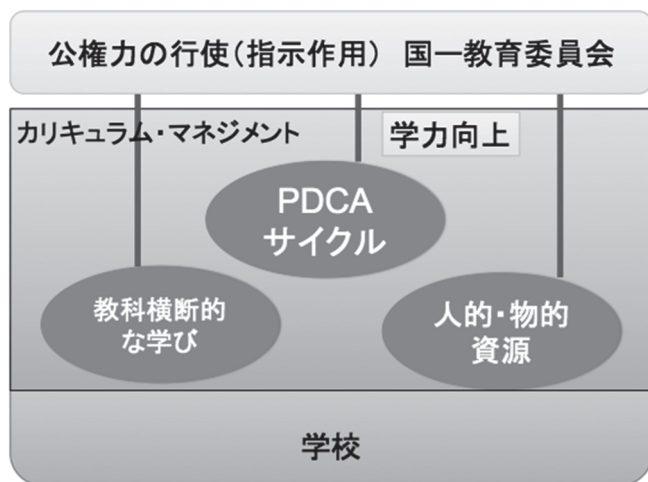 公権力の行使（指示作用） 国ー教育委員会
カリキュラム・マネジメント
学力向上
PDCA
サイクル
教科横断的
な学び
人的・物的
資源
学校